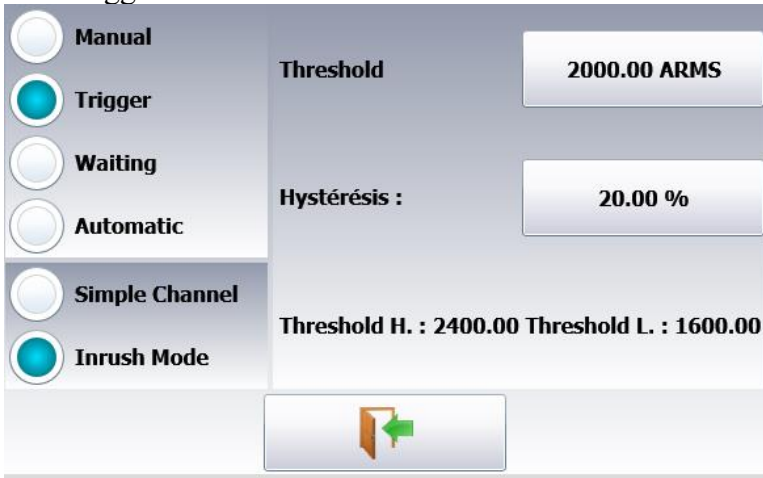 Manual
Trigger
Waiting
Automatic
Simple Channel
Inrush Mode
Threshold
2000.00 ARMS
Hystérésis :
20.00 %
Threshold H. : 2400.00 Threshold L. : 1600.00